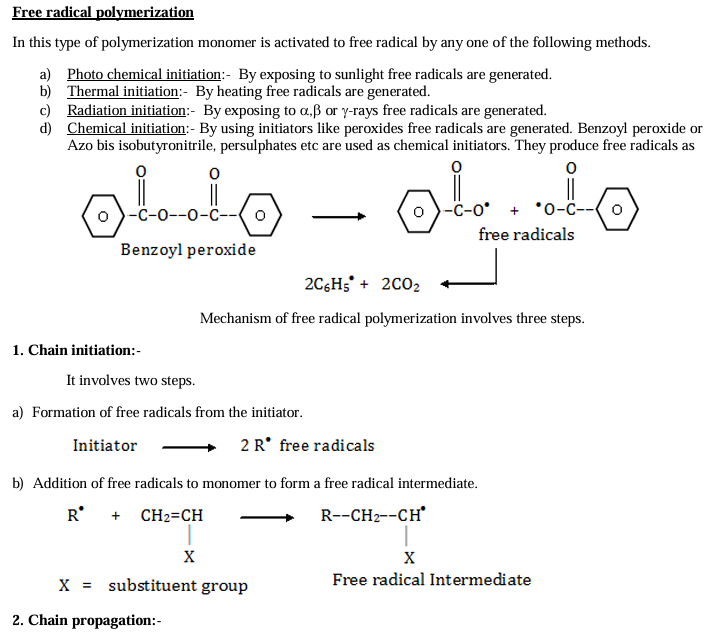 Free radical polymerization
In this type of polymerization monomer is activated to free radical by any one of the following methods.
a) Photo chemical initiation:- By exposing to sunlight free radicals are generated.
b) Thermal initiation:- By heating free radicals are generated.
c) Radiation initiation:- By exposing to α,β or γ-rays free radicals are generated.
d) Chemical initiation:- By using initiators like peroxides free radicals are generated. Benzoyl peroxide or
Azo bis isobutyronitrile, persulphates etc are used as chemical initiators. They produce free radicals as
O O O O
O -C-O--O-C-- O O -C-O• + •O-C-- O
Benzoyl peroxide free radicals
2C₆H₅• + 2CO₂
Mechanism of free radical polymerization involves three steps.
1. Chain initiation:-
It involves two steps.
a) Formation of free radicals from the initiator.
Initiator 2 R• free radicals
b) Addition of free radicals to monomer to form a free radical intermediate.
R• + CH₂=CH R--CH₂--CH•
X X
X = substituent group Free radical Intermediate
2. Chain propagation:-